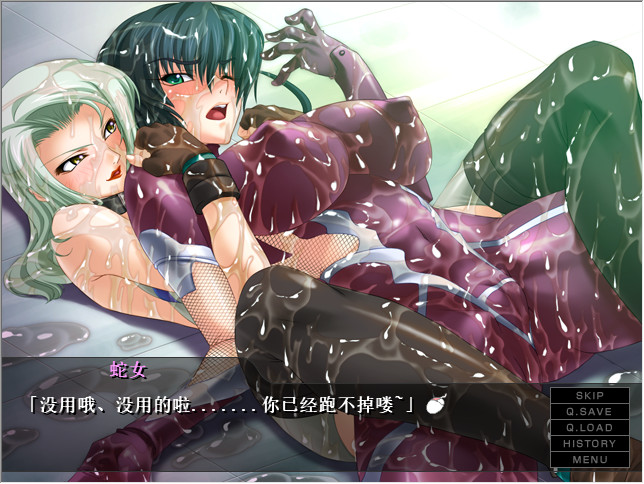 蛇女
「没用哦、没用的啦.......你已经跑不掉喽~」
SKIP
Q.SAVE
Q.LOAD
HISTORY
MENU